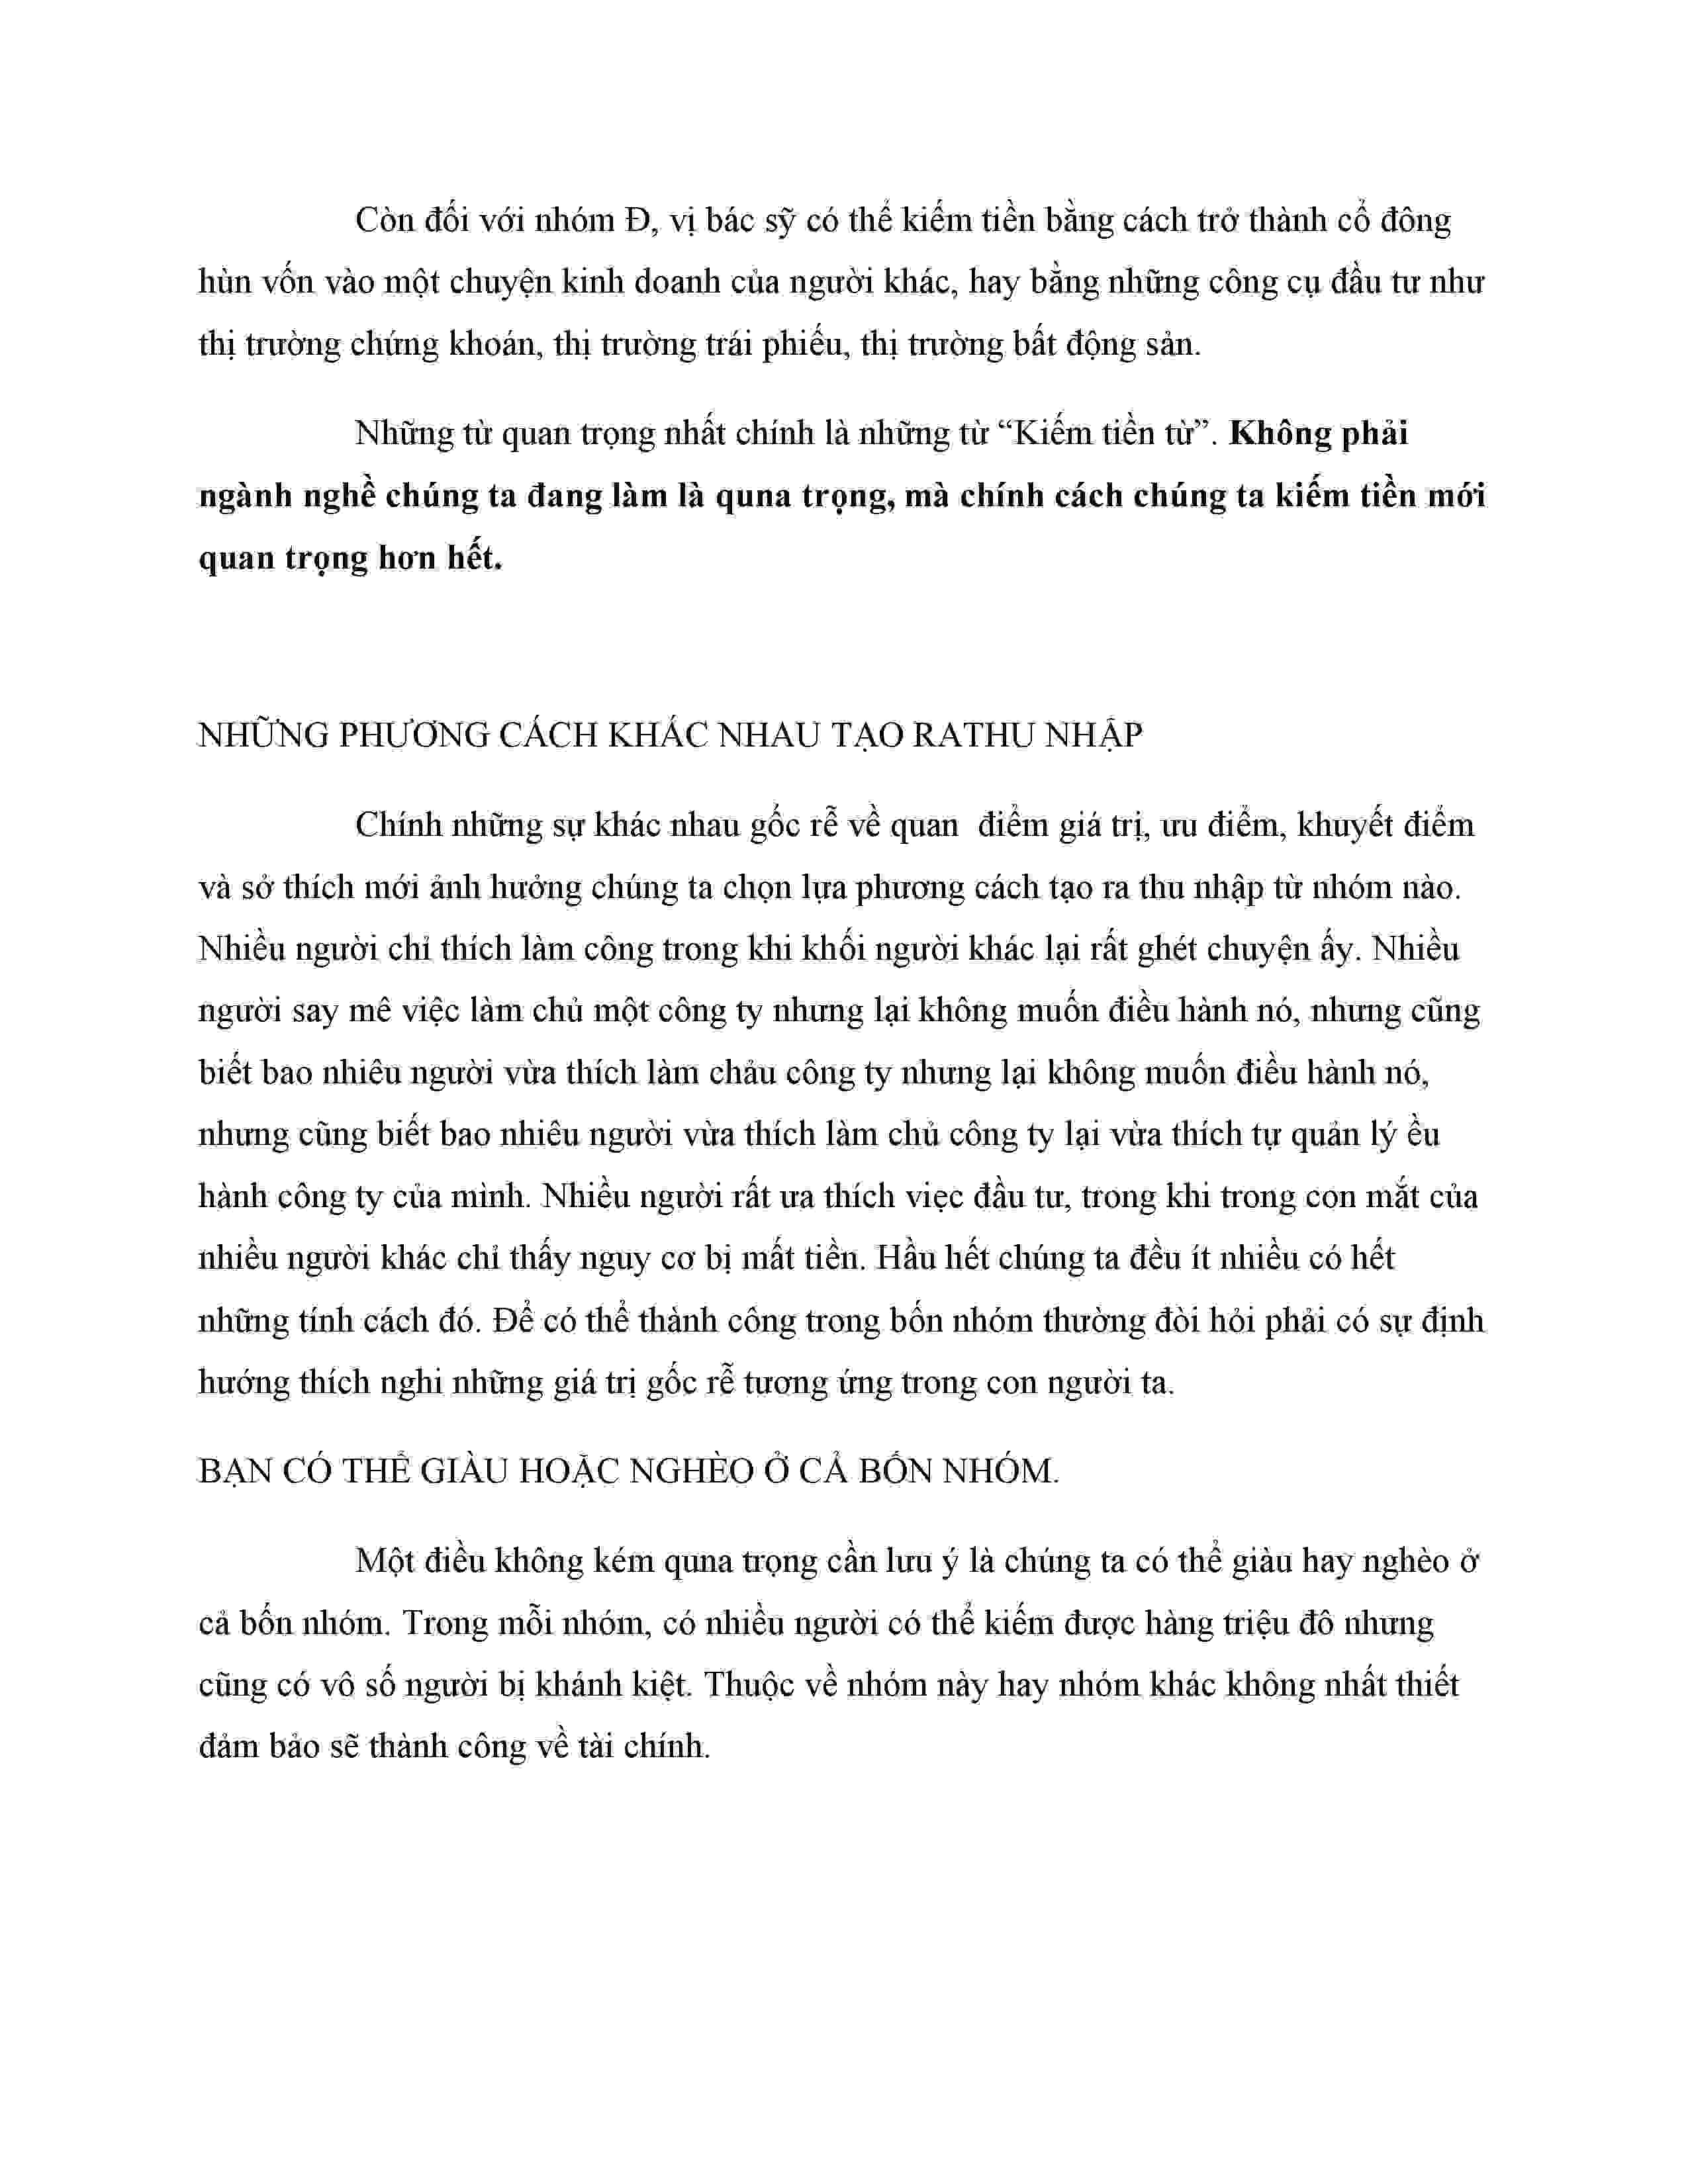 Còn đối với nhóm Đ, vị bác sỹ có thể kiếm tiền bằng cách trở thành cổ đông
hùn vốn vào một chuyện kinh doanh của người khác, hay bằng những công cụ đầu tư như
thị trường chứng khoán, thị trường trái phiếu, thị trường bất động sản.
Những từ quan trọng nhất chính là những từ “Kiếm tiền từ”. Không phải
ngành nghề chúng ta đang làm là quna trọng, mà chính cách chúng ta kiếm tiền mới
quan trọng hơn hết.
NHỮNG PHƯƠNG CÁCH KHÁC NHAU TẠO RATHU NHẬP
Chính những sự khác nhau gốc rễ về quan  điểm giá trị, ưu điểm, khuyết điểm
và sở thích mới ảnh hưởng chúng ta chọn lựa phương cách tạo ra thu nhập từ nhóm nào.
Nhiều người chỉ thích làm công trong khi khối người khác lại rất ghét chuyện ấy. Nhiều
người say mê việc làm chủ một công ty nhưng lại không muốn điều hành nó, nhưng cũng
biết bao nhiêu người vừa thích làm chảu công ty nhưng lại không muốn điều hành nó,
nhưng cũng biết bao nhiêu người vừa thích làm chủ công ty lại vừa thích tự quản lý ều
hành công ty của mình. Nhiều người rất ưa thích việc đầu tư, trong khi trong con mắt của
nhiều người khác chỉ thấy nguy cơ bị mất tiền. Hầu hết chúng ta đều ít nhiều có hết
những tính cách đó. Để có thể thành công trong bốn nhóm thường đòi hỏi phải có sự định
hướng thích nghi những giá trị gốc rễ tương ứng trong con người ta.
BẠN CÓ THỂ GIÀU HOẶC NGHÈO Ở CẢ BỐN NHÓM.
Một điều không kém quna trọng cần lưu ý là chúng ta có thể giàu hay nghèo ở
cả bốn nhóm. Trong mỗi nhóm, có nhiều người có thể kiếm được hàng triệu đô nhưng
cũng có vô số người bị khánh kiệt. Thuộc về nhóm này hay nhóm khác không nhất thiết
đảm bảo sẽ thành công về tài chính.